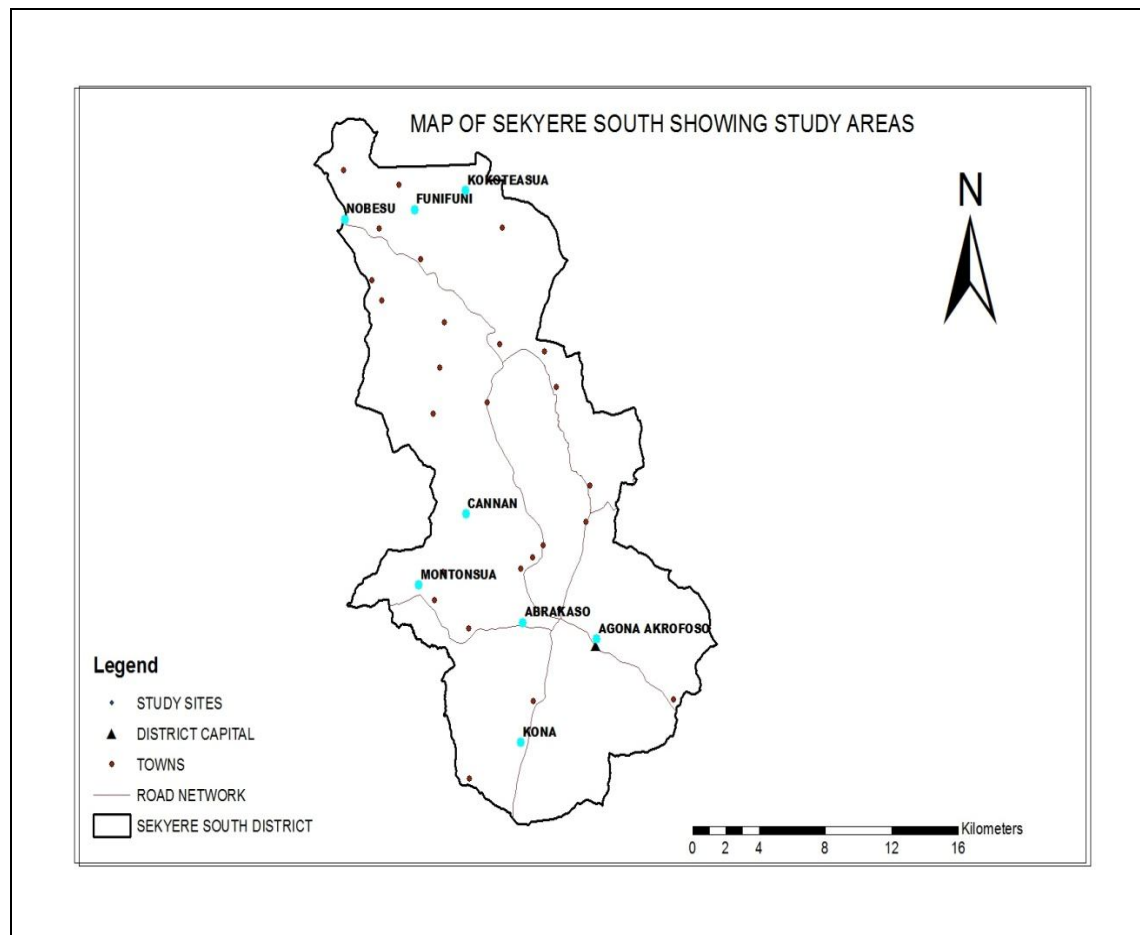 MAP OF SEKYERE SOUTH SHOWING STUDY AREAS
N
KOKOTEASUA
FUNIFUNI
NOBESU
CANNAN
MONTONSUA
ABRAKASO
AGONA AKROFOSO
KONA
Legend
STUDY SITES
DISTRICT CAPITAL
TOWNS
ROAD NETWORK
SEKYERE SOUTH DISTRICT
Kilometers
0 2 4 8 12 16